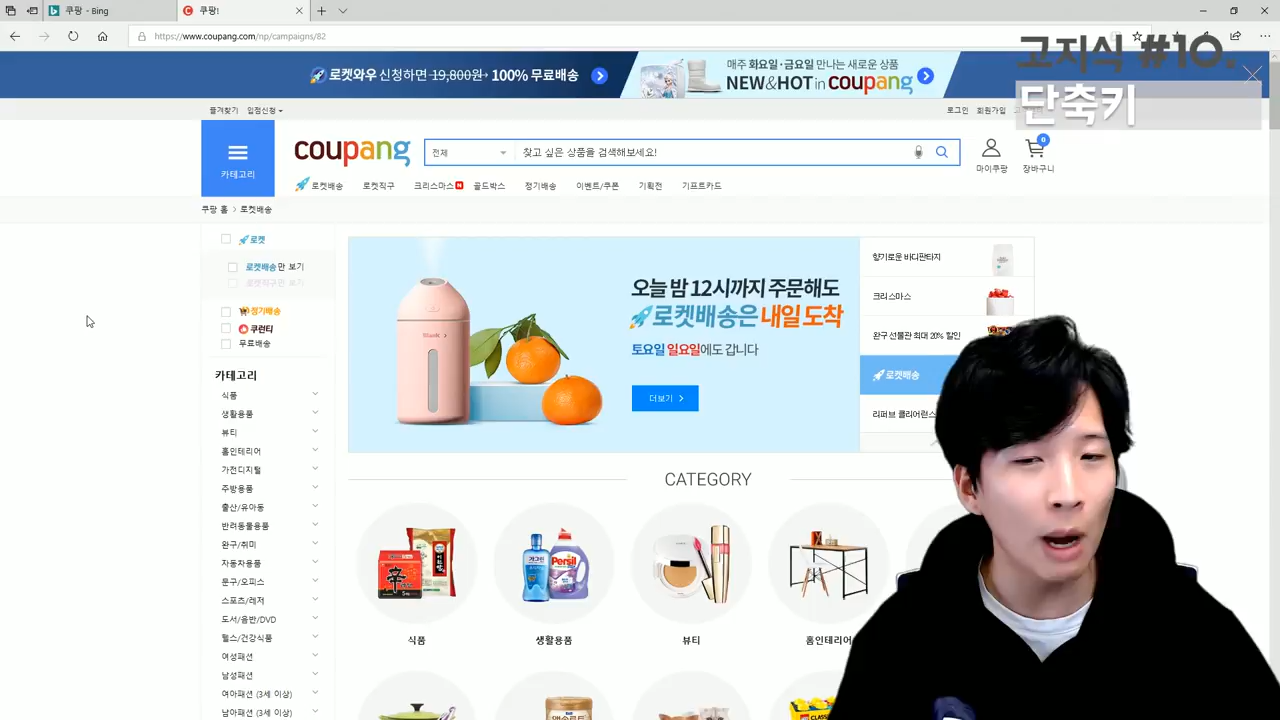 쿠팡 - Bing
쿠팡!
https://www.coupang.com/np/campaigns/82
고지식 #10.
단축키
로켓와우 신청하면 19,800원→ 100% 무료배송
매주 화요일·금요일 만나는 새로운 상품
NEW&HOT in coupang
즐겨찾기 입점신청
로그인 회원가입
카테고리
coupang
전체
찾고 싶은 상품을 검색해보세요!
마이쿠팡
0
장바구니
로켓배송 로켓직구 크리스마스 N 골드박스 정기배송 이벤트/쿠폰 기획전 기프트카드
쿠팡 홈 > 로켓배송
로켓
로켓배송만 보기
로켓직구만 보기
정기배송
쿠런티
무료배송
카테고리
식품
생활용품
뷰티
홈인테리어
가전디지털
주방용품
출산/유아동
반려동물용품
완구/취미
자동차용품
문구/오피스
스포츠/레저
도서/음반/DVD
헬스/건강식품
여성패션
남성패션
여아패션 (3세 이상)
남아패션 (3세 이상)
오늘 밤 12시까지 주문해도
로켓배송은 내일 도착
토요일 일요일에도 갑니다
더보기
향기로운 바디판타지
크리스마스
완구 선물관 최대 20% 할인
로켓배송
리퍼브 클리어런스
CATEGORY
辛
Persil
식품
생활용품
뷰티
홈인테리어